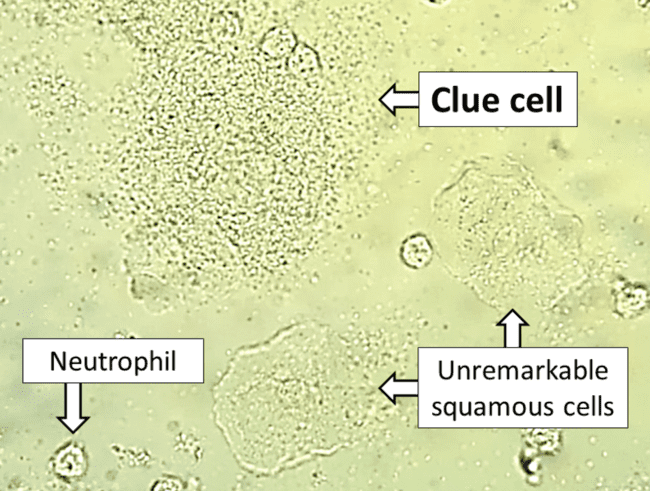 Clue cell
Neutrophil
Unremarkable
squamous cells